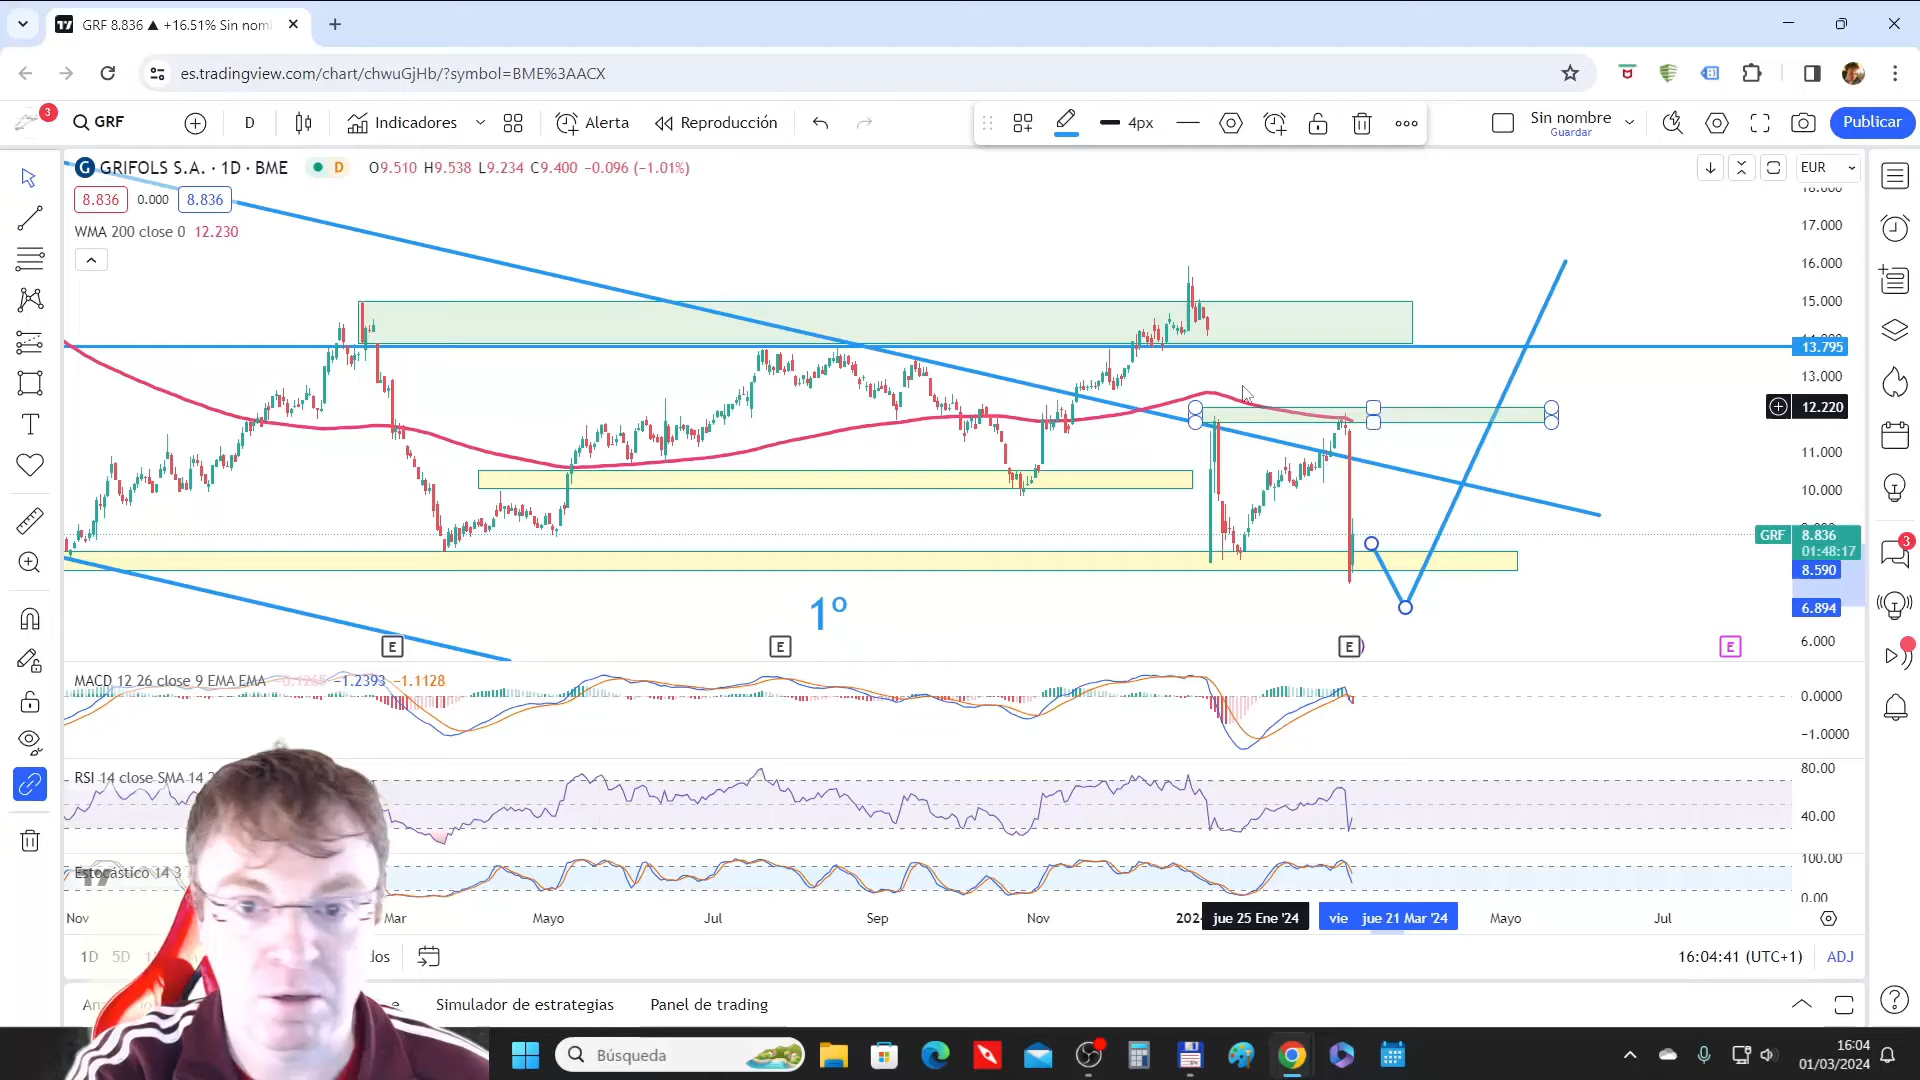 GRF 8.836 ▲ +16.51% Sin nom
es.tradingview.com/chart/chwuGjHb/?symbol=BME%3AACX
3
GRF
D
Indicadores
Alerta
Reproducción
4px
Sin nombre
Guardar
Publicar
GRIFOLS S.A. · 1D · BME
D
O9.510 H9.538 L9.234 C9.400 −0.096 (−1.01%)
EUR
8.836 0.000 8.836
WMA 200 close 0 12.230
18.000
17.000
16.000
15.000
13.795
13.000
12.220
11.000
10.000
GRF 8.836
01:48:17
8.590
6.894
6.000
3
1º
E
E
E
E
MACD 12 26 close 9 EMA EMA −1.2393 −1.1128
0.0000
−1.0000
RSI 14 close SMA 14
80.00
40.00
Estocástico 14 3
100.00
0.00
Nov
Mar
Mayo
Jul
Sep
Nov
202
jue 25 Ene '24
vie
jue 21 Mar '24
Mayo
Jul
1D 5D
16:04:41 (UTC+1)
ADJ
Simulador de estrategias
Panel de trading
Búsqueda
16:04
01/03/2024